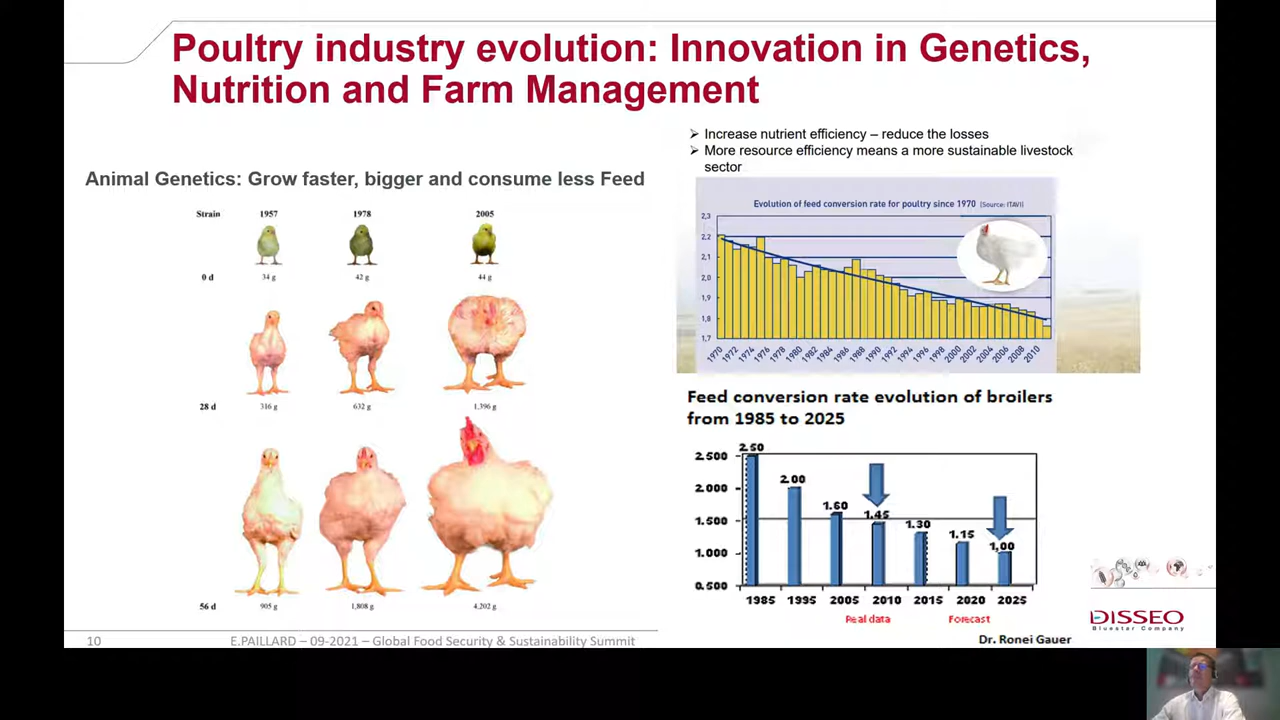 Poultry industry evolution: Innovation in Genetics,
Nutrition and Farm Management
Animal Genetics: Grow faster, bigger and consume less Feed
Strain 1957 1978 2005
0 d 34 g 42 g 44 g
28 d 316 g 632 g 1,396 g
56 d 905 g 1,808 g 4,202 g
➢ Increase nutrient efficiency – reduce the losses
➢ More resource efficiency means a more sustainable livestock
sector
Evolution of feed conversion rate for poultry since 1970 (Source: ITAVI)
2,3
2,2
2,1
2,0
1,9
1,8
1,7
1970 1972 1974 1976 1978 1980 1982 1984 1986 1988 1990 1992 1994 1996 1998 2000 2002 2004 2006 2008 2010
Feed conversion rate evolution of broilers
from 1985 to 2025
2.500
2.000
1.500
1.000
0.500
2.50 2.00 1.60 1.45 1.30 1.15 1,00
1985 1995 2005 2010 2015 2020 2025
Real data Forecast
Dr. Ronei Gauer
DISSEO
Bluestar Company
10 E.PAILLARD – 09-2021 – Global Food Security & Sustainability Summit